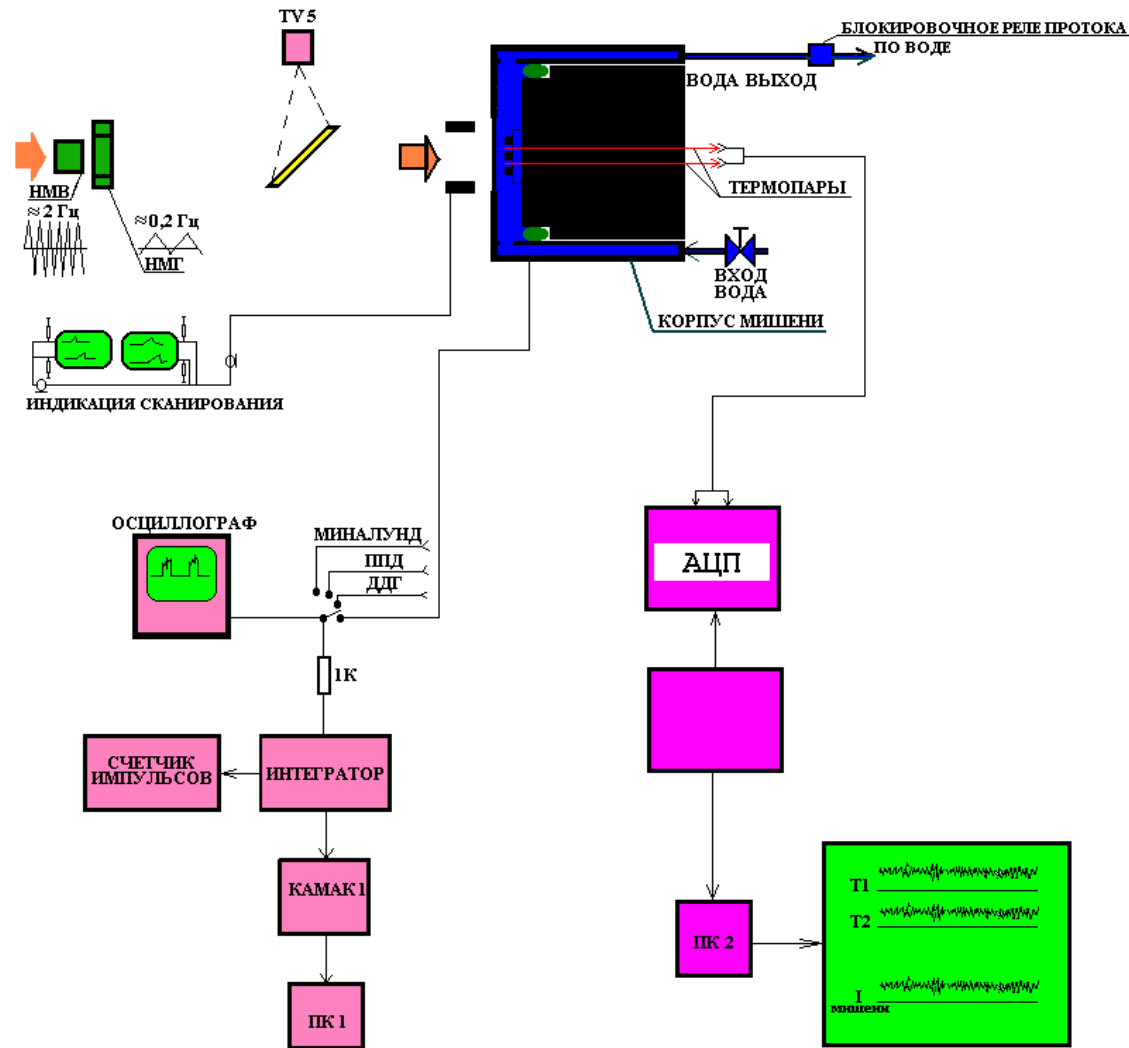 TV 5
БЛОКИРОВОЧНОЕ РЕЛЕ ПРОТОКА
ПО ВОДЕ
ВОДА ВЫХОД
НМВ
≈ 2 Гц
≈0,2 Гц
НМГ
ТЕРМОПАРЫ
ВХОД
ВОДА
КОРПУС МИШЕНИ
ИНДИКАЦИЯ СКАНИРОВАНИЯ
ОСЦИЛЛОГРАФ
МИНАЛУНД
ППД
ДДГ
АЦП
1К
СЧЕТЧИК
ИМПУЛЬСОВ
ИНТЕГРАТОР
КАМАК 1
ПК 1
ПК 2
T1
T2
I
мишени